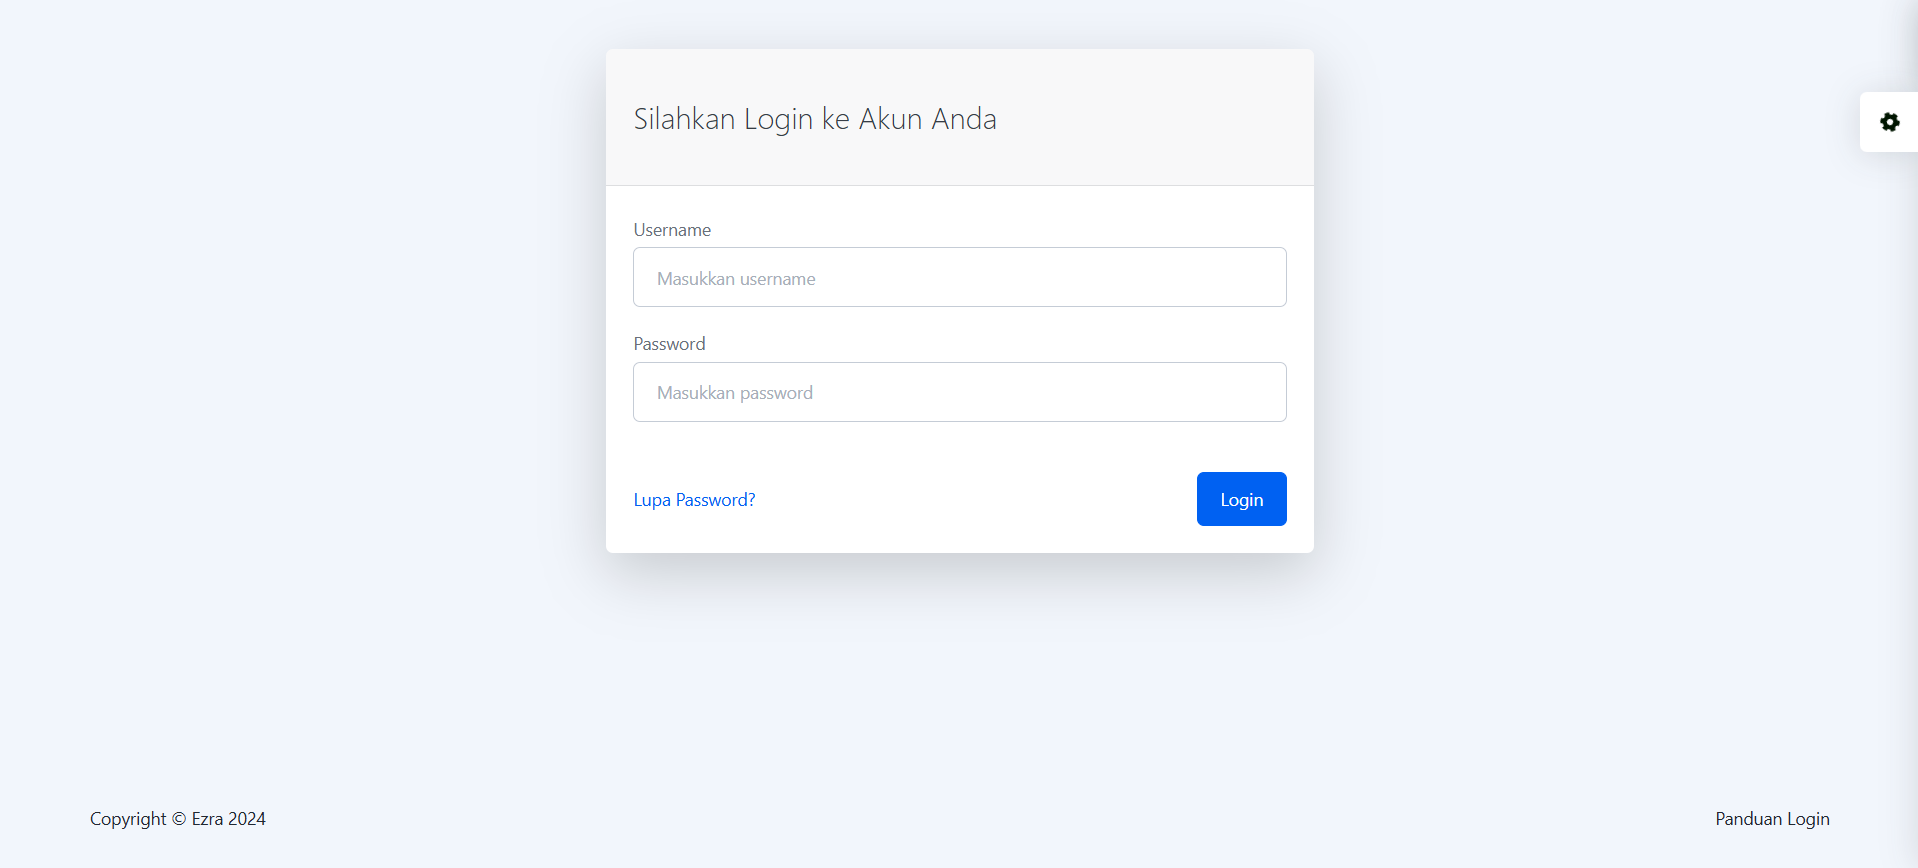 Silahkan Login ke Akun Anda
Username
Masukkan username
Password
Masukkan password
Lupa Password?
Login
Copyright © Ezra 2024
Panduan Login